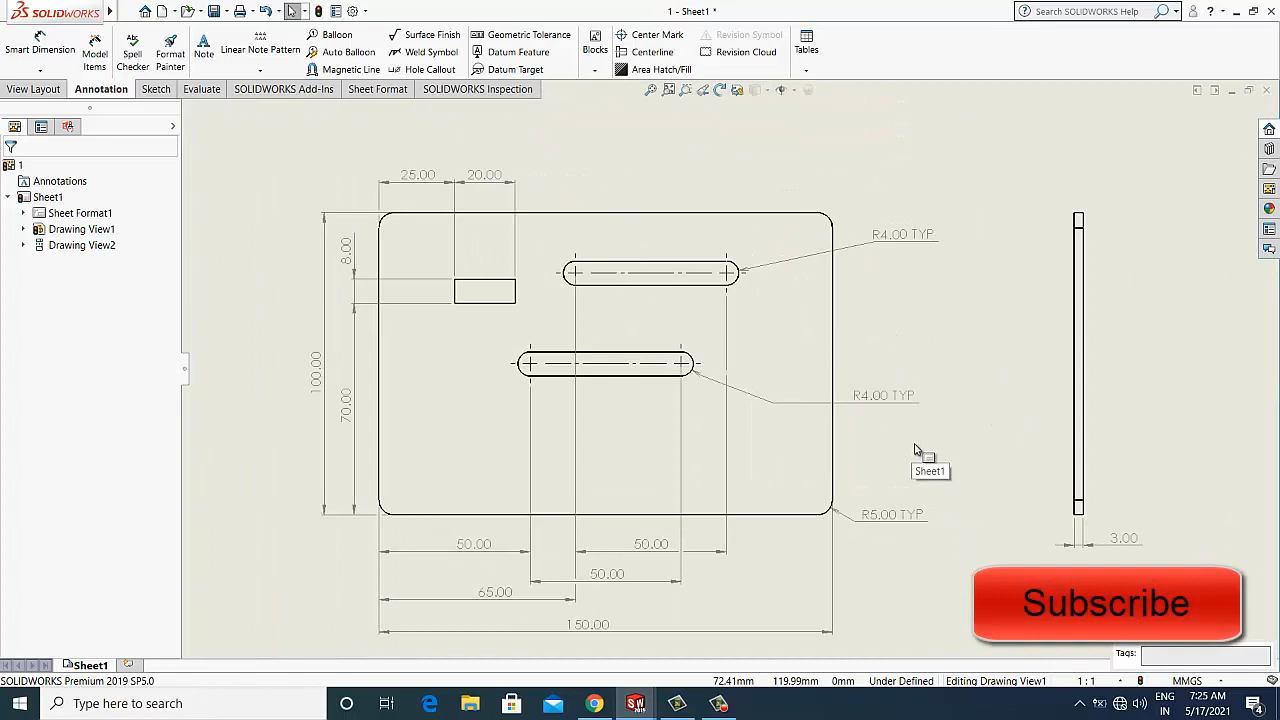 SOLIDWORKS
1 - Sheet1 *
Search SOLIDWORKS Help
Smart Dimension
Model Items
Spell Checker
Format Painter
Note
Linear Note Pattern
Balloon
Auto Balloon
Magnetic Line
Surface Finish
Weld Symbol
Hole Callout
Geometric Tolerance
Datum Feature
Datum Target
Blocks
Center Mark
Centerline
Area Hatch/Fill
Revision Symbol
Revision Cloud
Tables
View Layout
Annotation
Sketch
Evaluate
SOLIDWORKS Add-Ins
Sheet Format
SOLIDWORKS Inspection
1
Annotations
Sheet1
Sheet Format1
Drawing View1
Drawing View2
25.00
20.00
8.00
R4.00 TYP
100.00
70.00
R4.00 TYP
Sheet1
R5.00 TYP
50.00
50.00
3.00
50.00
65.00
150.00
Subscribe
Tags:
Sheet1
SOLIDWORKS Premium 2019 SP5.0
72.41mm
119.99mm
0mm
Under Defined
Editing Drawing View1
1 : 1
MMGS
Type here to search
SW
2019
ENG
IN
7:25 AM
5/17/2021
4